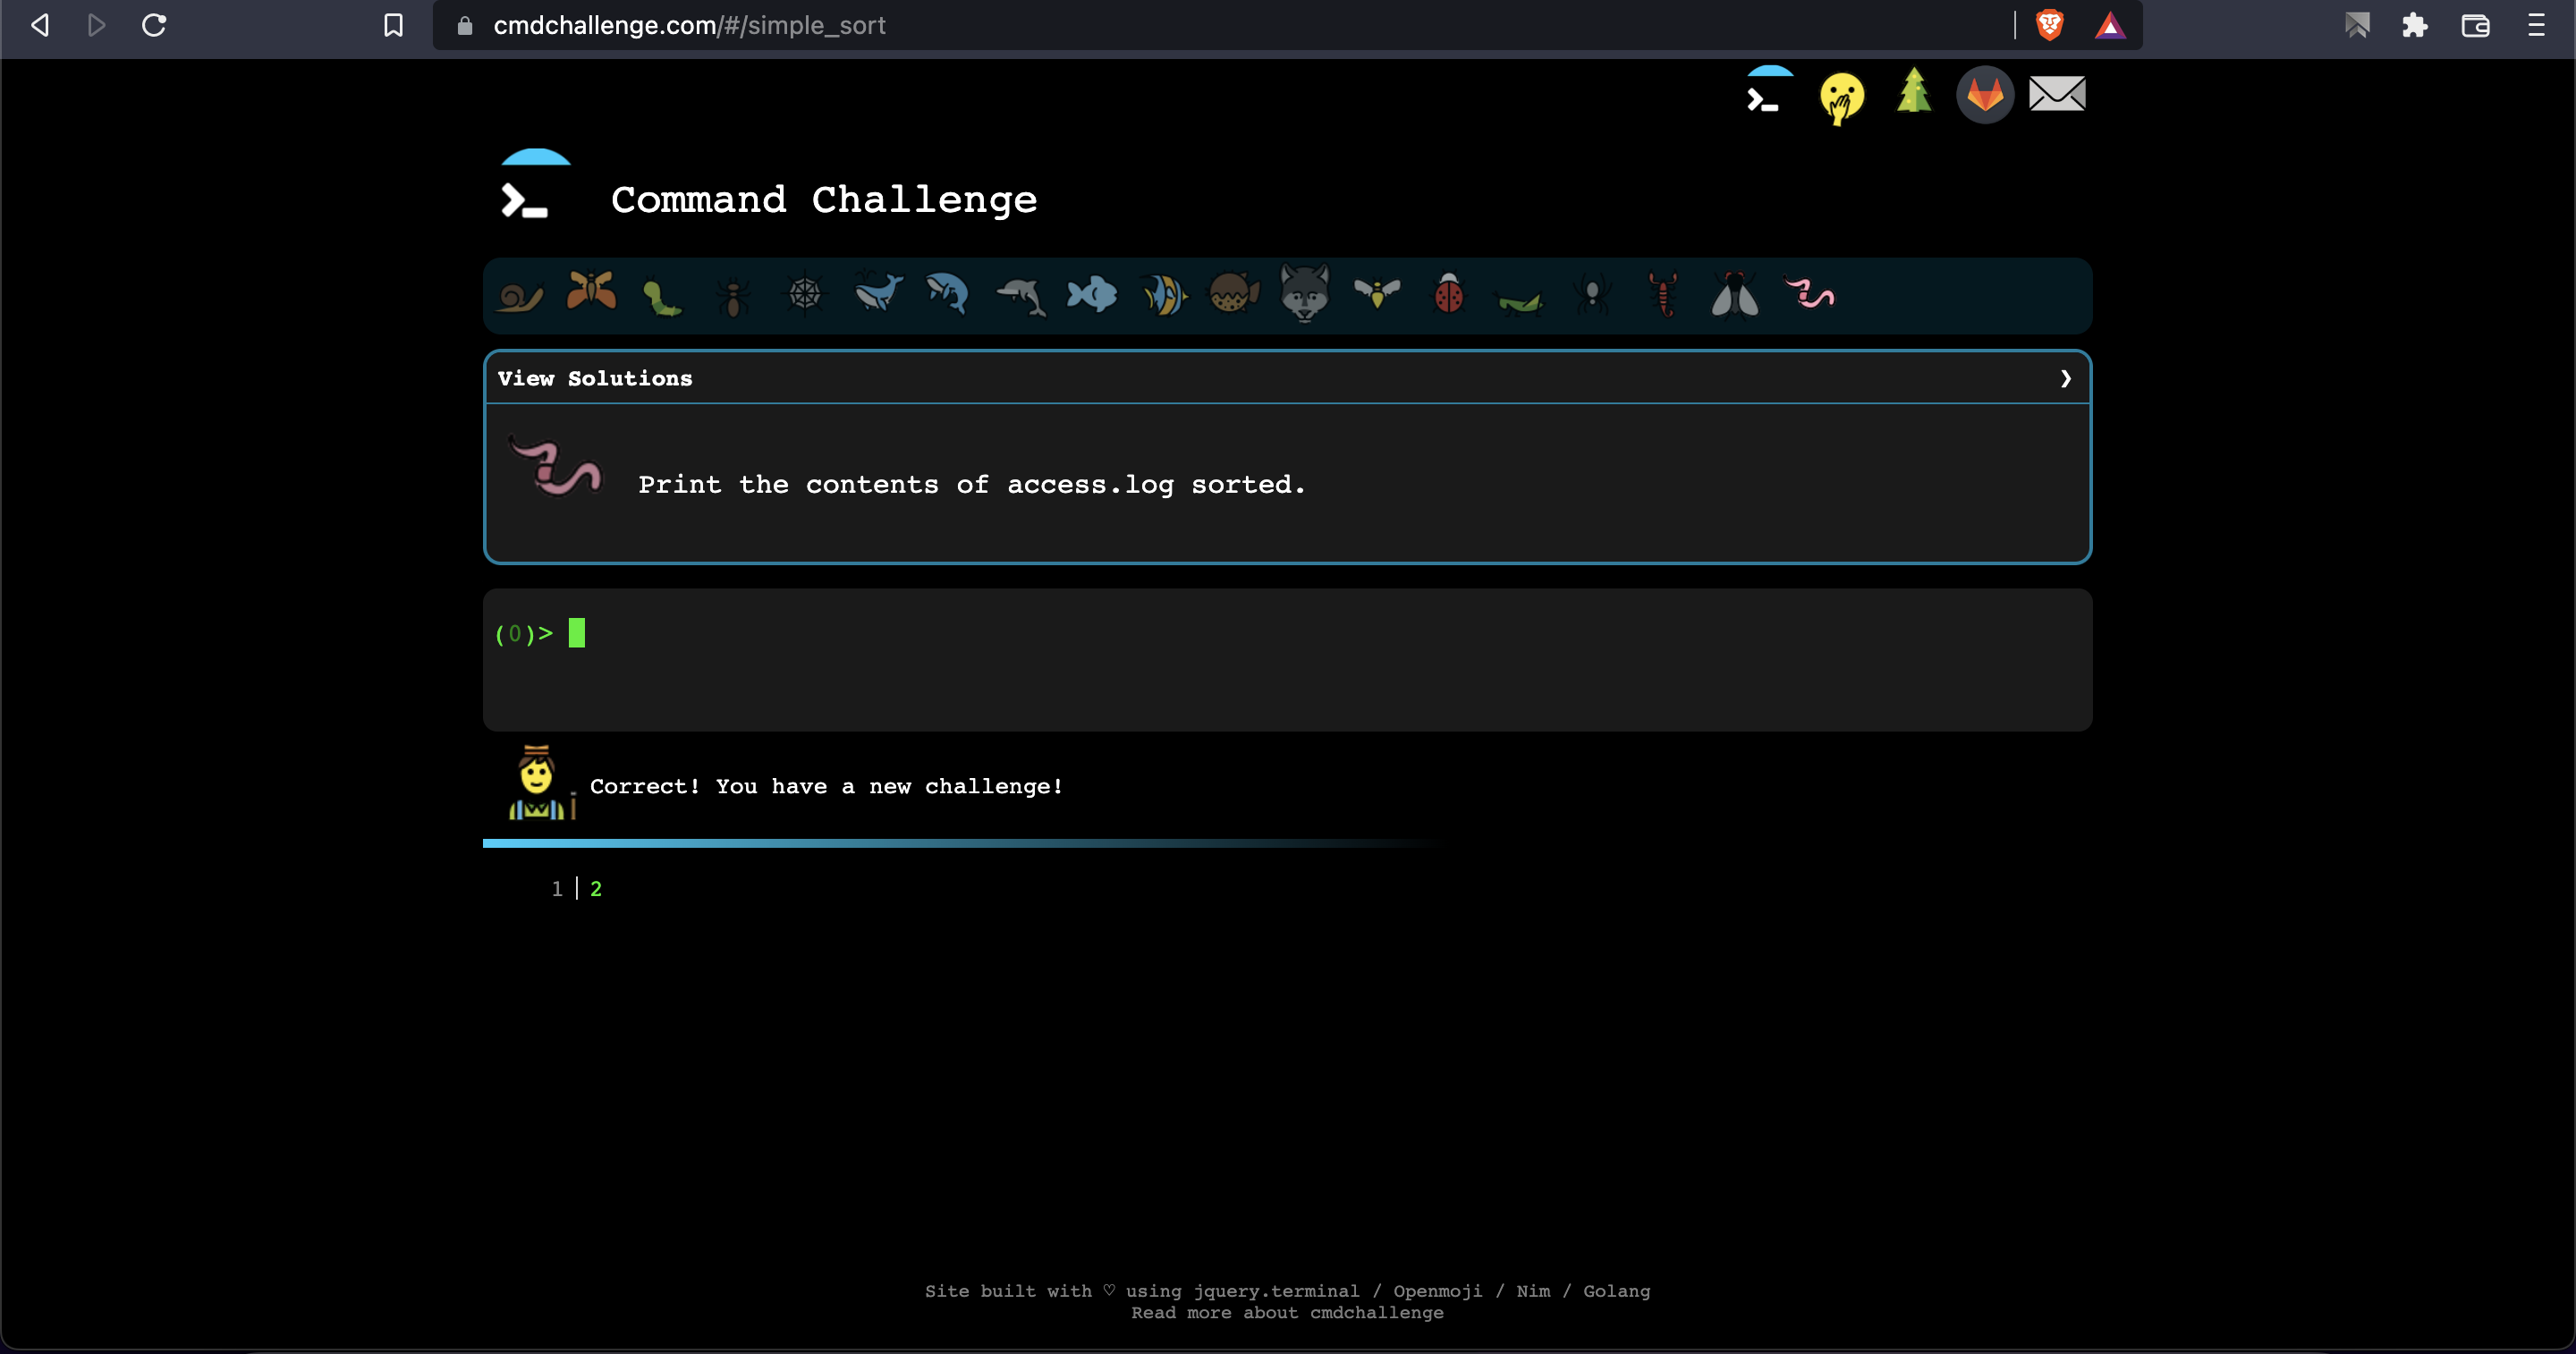 cmdchallenge.com/#/simple_sort
Command Challenge
View Solutions ❯
Print the contents of access.log sorted.
(0)>
Correct! You have a new challenge!
1 | 2
Site built with ♡ using jquery.terminal / Openmoji / Nim / Golang
Read more about cmdchallenge